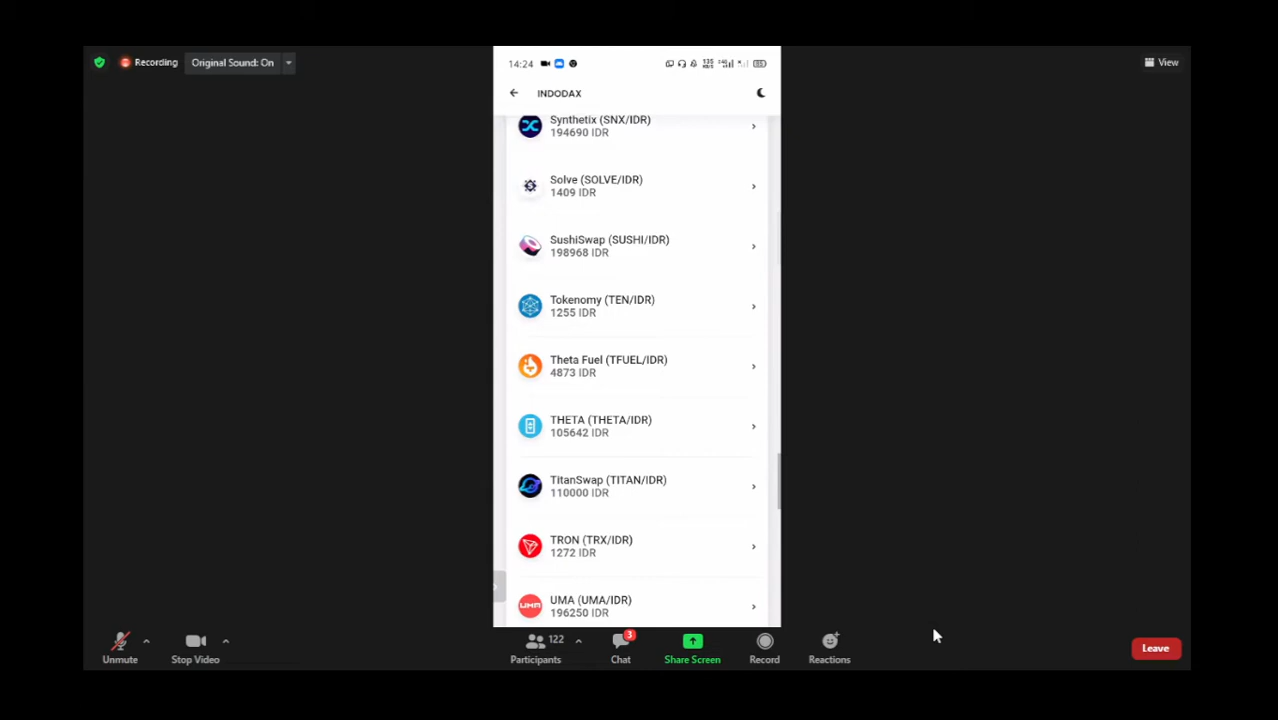 Recording
Original Sound: On
View
14:24
INDODAX
Synthetix (SNX/IDR)
194690 IDR
Solve (SOLVE/IDR)
1409 IDR
SushiSwap (SUSHI/IDR)
198968 IDR
Tokenomy (TEN/IDR)
1255 IDR
Theta Fuel (TFUEL/IDR)
4873 IDR
THETA (THETA/IDR)
105642 IDR
TitanSwap (TITAN/IDR)
110000 IDR
TRON (TRX/IDR)
1272 IDR
UMA
UMA (UMA/IDR)
196250 IDR
Unmute
Stop Video
122
Participants
3
Chat
Share Screen
Record
Reactions
Leave